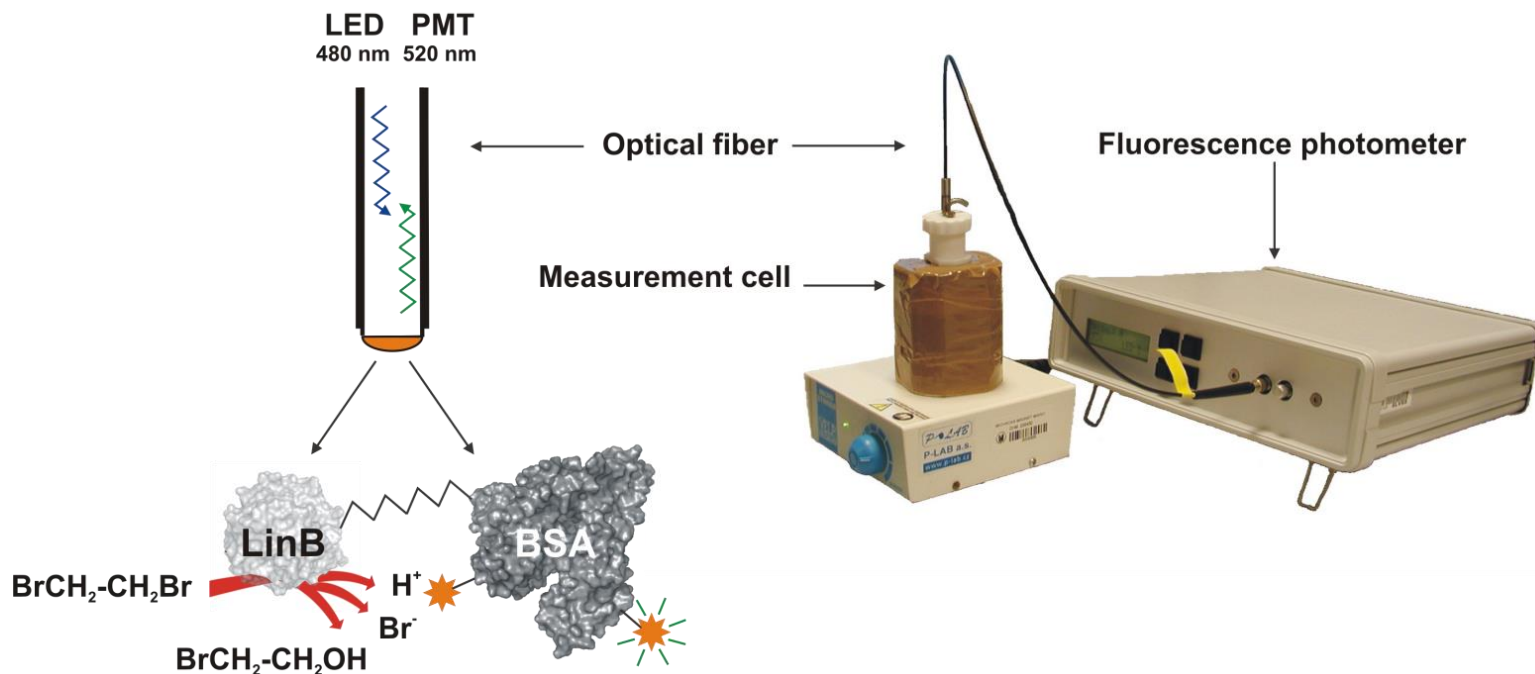 LED PMT
480 nm 520 nm
Optical fiber
Fluorescence photometer
Measurement cell
P-LAB
P-LAB a.s.
www.p-lab.cz
LinB
BSA
BrCH₂-CH₂Br
H⁺
Br⁻
BrCH₂-CH₂OH